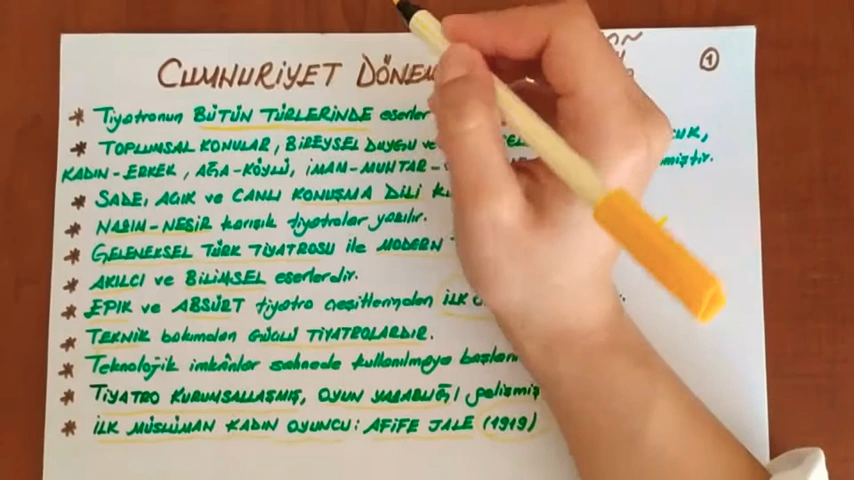 CUMHURİYET DÖNEM
1
* Tiyatronun BÜTÜN TÜRLERİNDE eserler
* TOPLUMSAL KONULAR, BİREYSEL DUYGU ve
KADIN-ERKEK, AĞA-KÖYLÜ, İMAM-MUHTAR-
* SADE, AÇIK ve CANLI KONUŞMA DİLİ
* NAZIM-NESİR karışık tiyatrolar yazılır.
* GELENEKSEL TÜRK TİYATROSU ile MODERN
* AKILCI ve BİLİMSEL eserlerdir.
* EPİK ve ABSÜRT tiyatro çeşitlerinden İLK
* TEKNİK bakımdan GÜÇLÜ TİYATROLARDIR.
* Teknolojik imkânlar sahnede kullanılmaya
* TİYATRO KURUMSALLAŞMIŞ, OYUN YAZARLIĞI gelişmiş
* İLK MÜSLÜMAN KADIN OYUNCU: AFİFE JALE (1919)